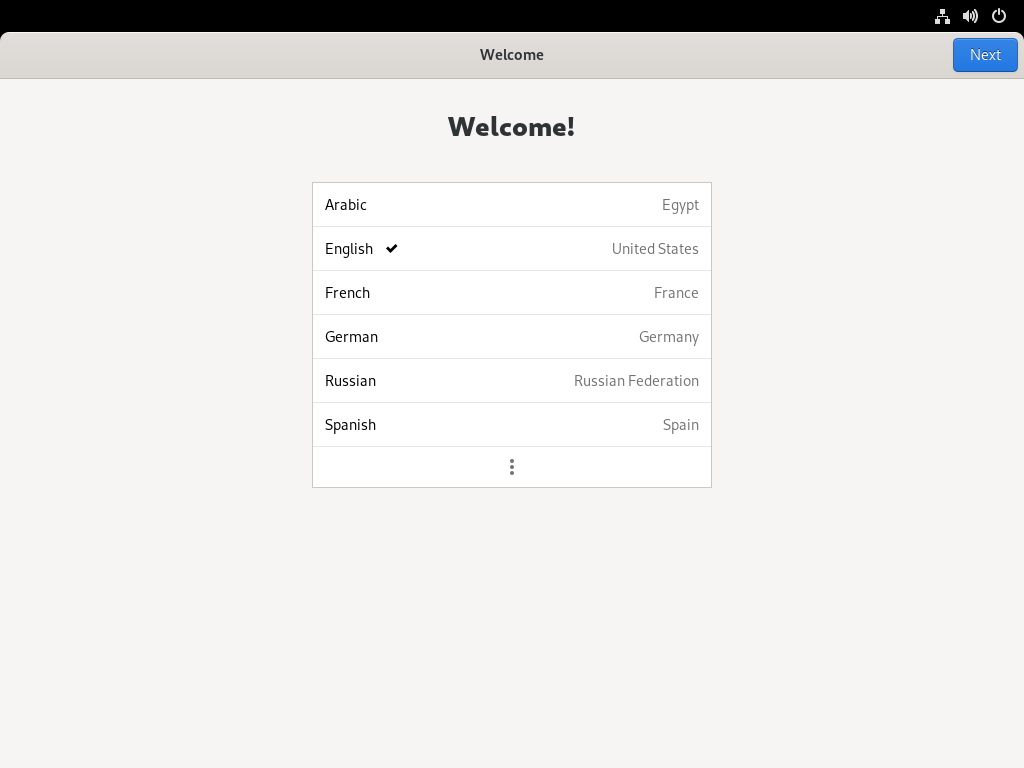 Welcome
Next
Welcome!
Arabic Egypt
English United States
French France
German Germany
Russian Russian Federation
Spanish Spain